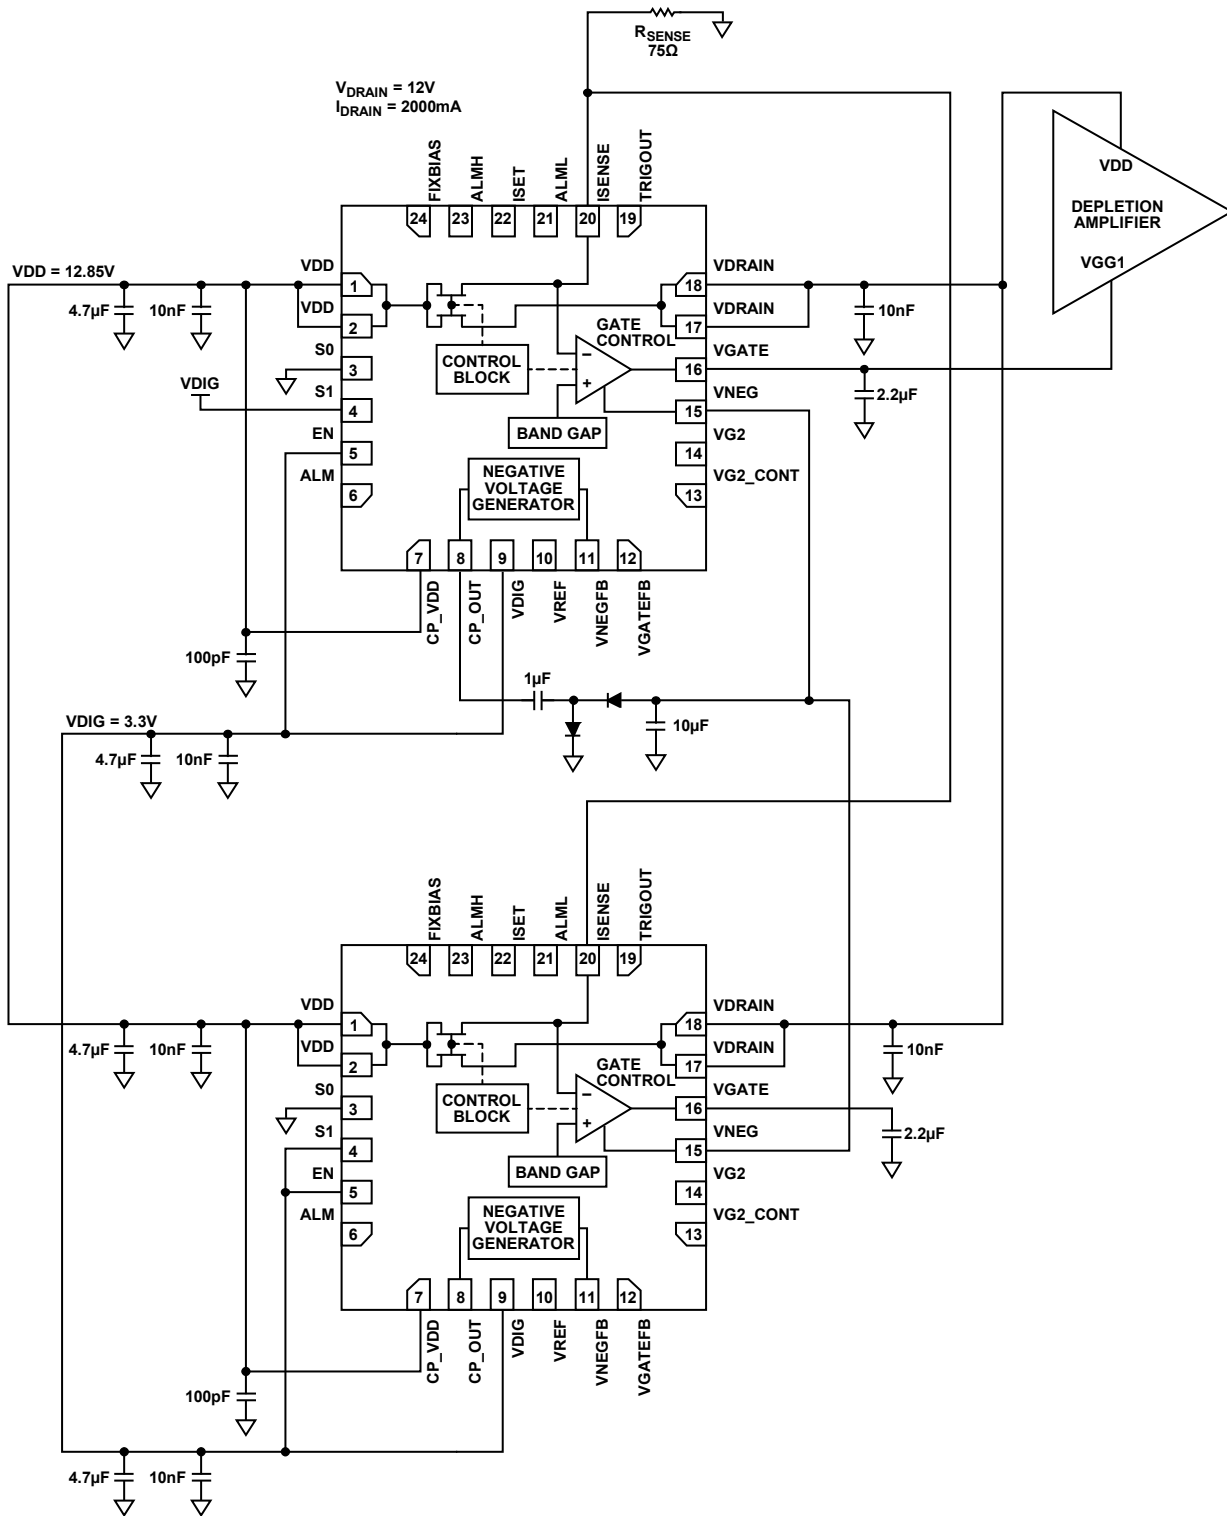 R_SENSE
75Ω
V_DRAIN = 12V
I_DRAIN = 2000mA
FIXBIAS
ALMH
ISET
ALML
ISENSE
TRIGOUT
24
23
22
21
20
19
VDD
DEPLETION
AMPLIFIER
VGG1
VDD = 12.85V
4.7µF
10nF
VDD
1
VDD
2
S0
3
VDIG
S1
4
EN
5
ALM
6
CONTROL
BLOCK
GATE
CONTROL
–
+
BAND GAP
NEGATIVE
VOLTAGE
GENERATOR
VDRAIN
18
VDRAIN
17
VGATE
16
VNEG
15
VG2
14
VG2_CONT
13
10nF
2.2µF
7
8
9
10
11
12
CP_VDD
CP_OUT
VDIG
VREF
VNEGFB
VGATEFB
100pF
1µF
10µF
VDIG = 3.3V
4.7µF
10nF
FIXBIAS
ALMH
ISET
ALML
ISENSE
TRIGOUT
24
23
22
21
20
19
4.7µF
10nF
VDD
1
VDD
2
S0
3
S1
4
EN
5
ALM
6
CONTROL
BLOCK
GATE
CONTROL
–
+
BAND GAP
NEGATIVE
VOLTAGE
GENERATOR
VDRAIN
18
VDRAIN
17
VGATE
16
VNEG
15
VG2
14
VG2_CONT
13
10nF
2.2µF
7
8
9
10
11
12
CP_VDD
CP_OUT
VDIG
VREF
VNEGFB
VGATEFB
100pF
4.7µF
10nF